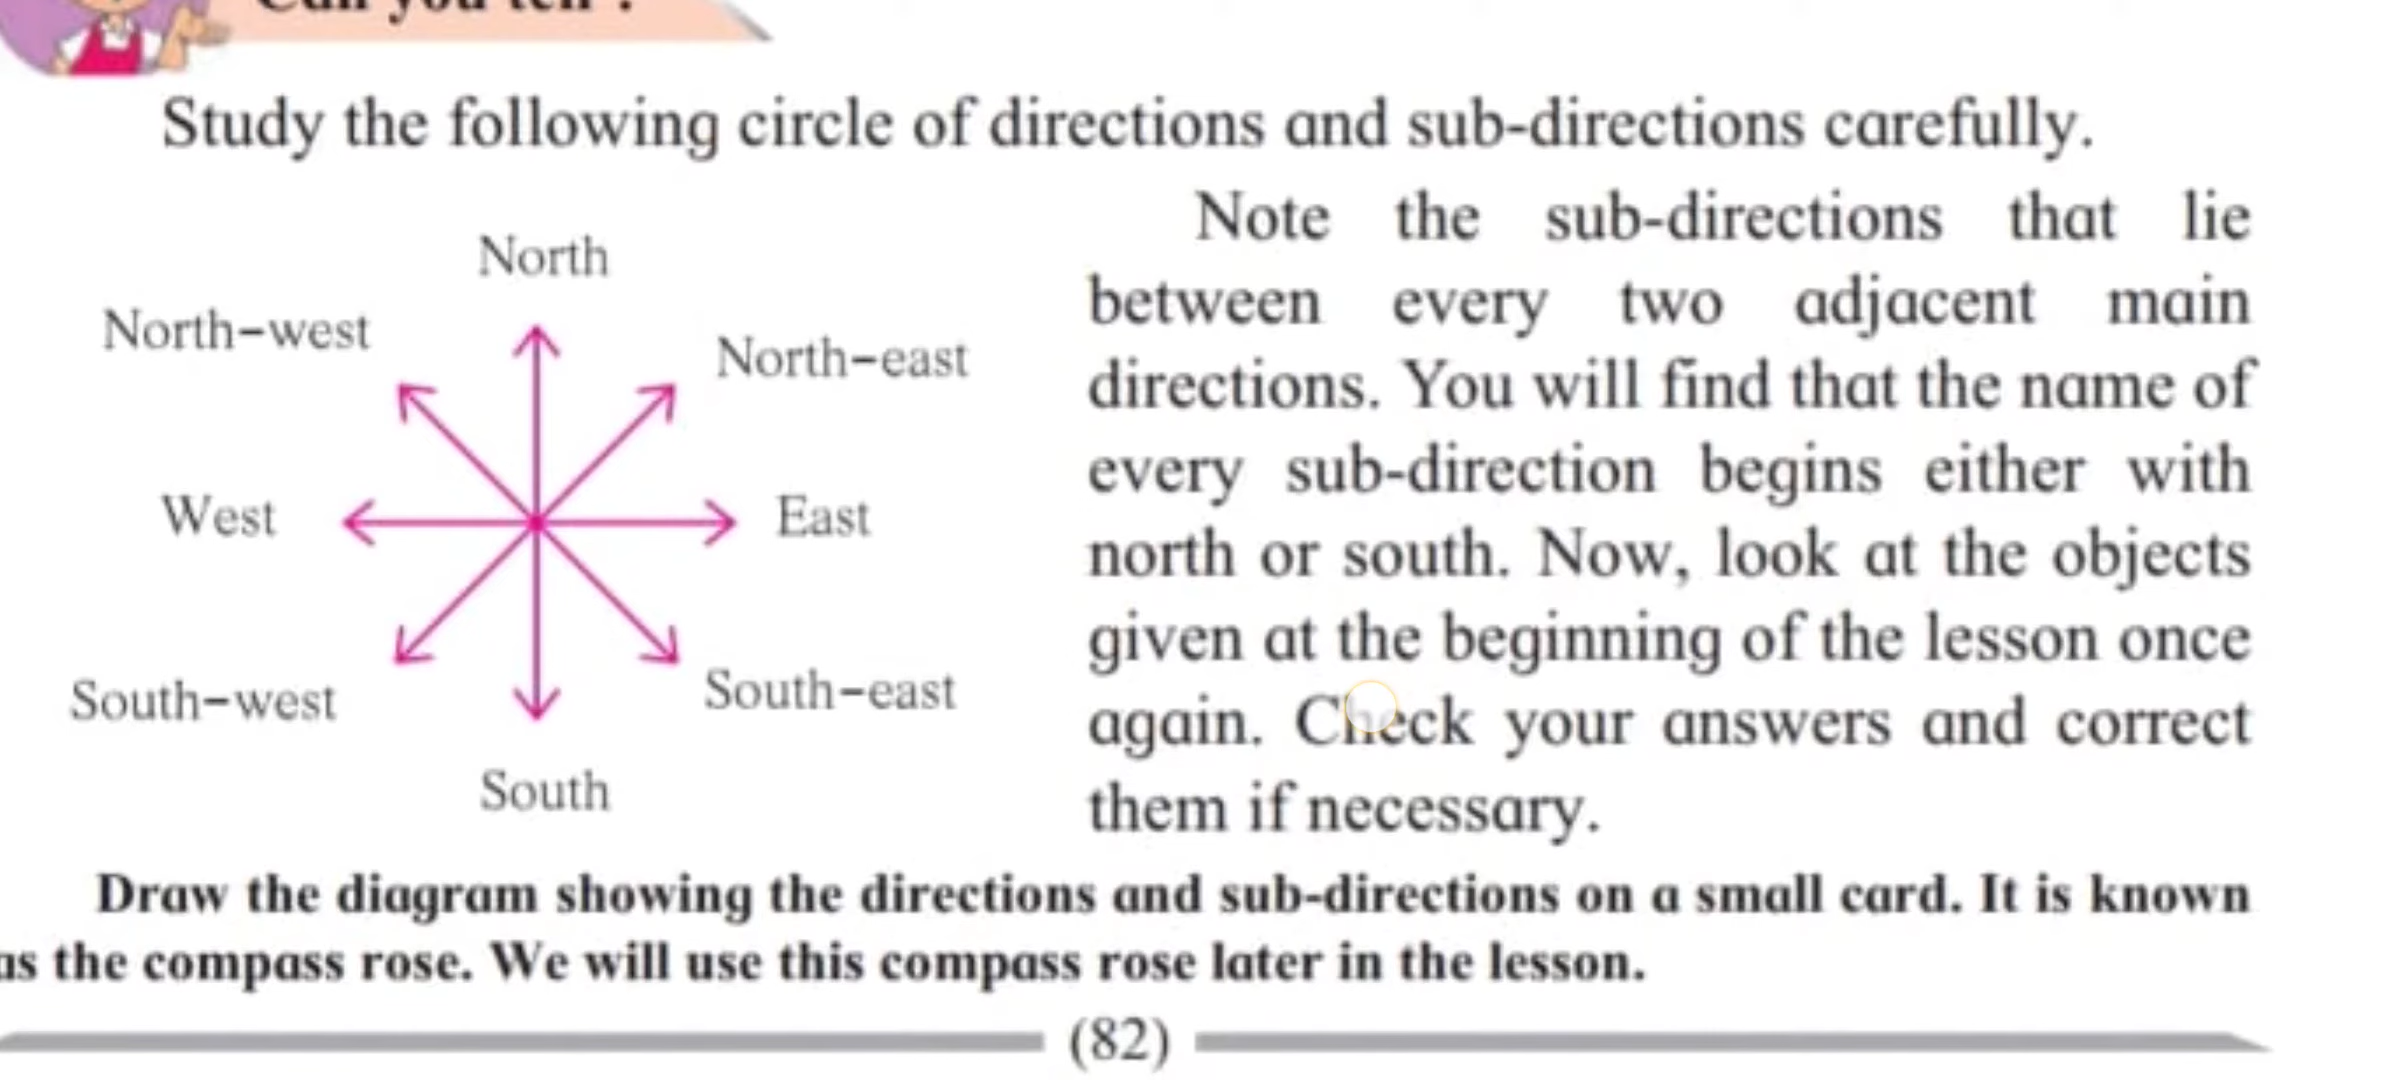 Can you tell ?
Study the following circle of directions and sub-directions carefully.
North
North-west
North-east
West
East
South-west
South-east
South
Note the sub-directions that lie
between every two adjacent main
directions. You will find that the name of
every sub-direction begins either with
north or south. Now, look at the objects
given at the beginning of the lesson once
again. Check your answers and correct
them if necessary.
Draw the diagram showing the directions and sub-directions on a small card. It is known
as the compass rose. We will use this compass rose later in the lesson.
(82)